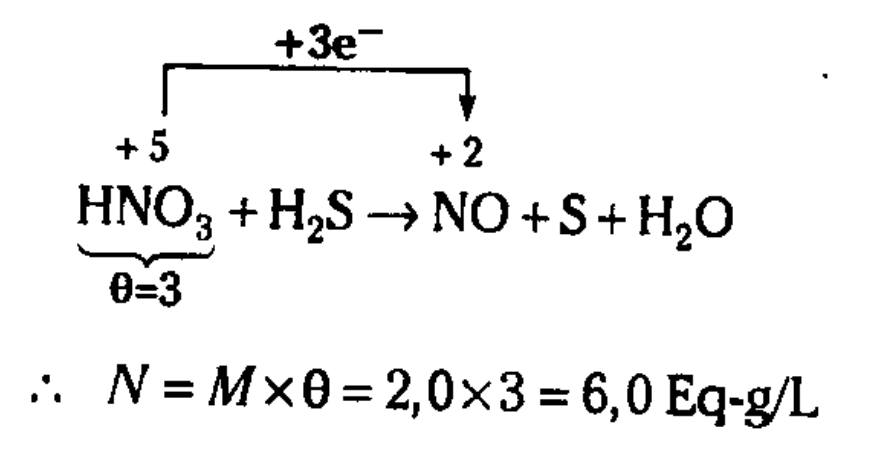 +3e⁻
+5 +2
HNO₃ + H₂S → NO + S + H₂O
θ=3
∴ N = M × θ = 2,0×3 = 6,0 Eq-g/L